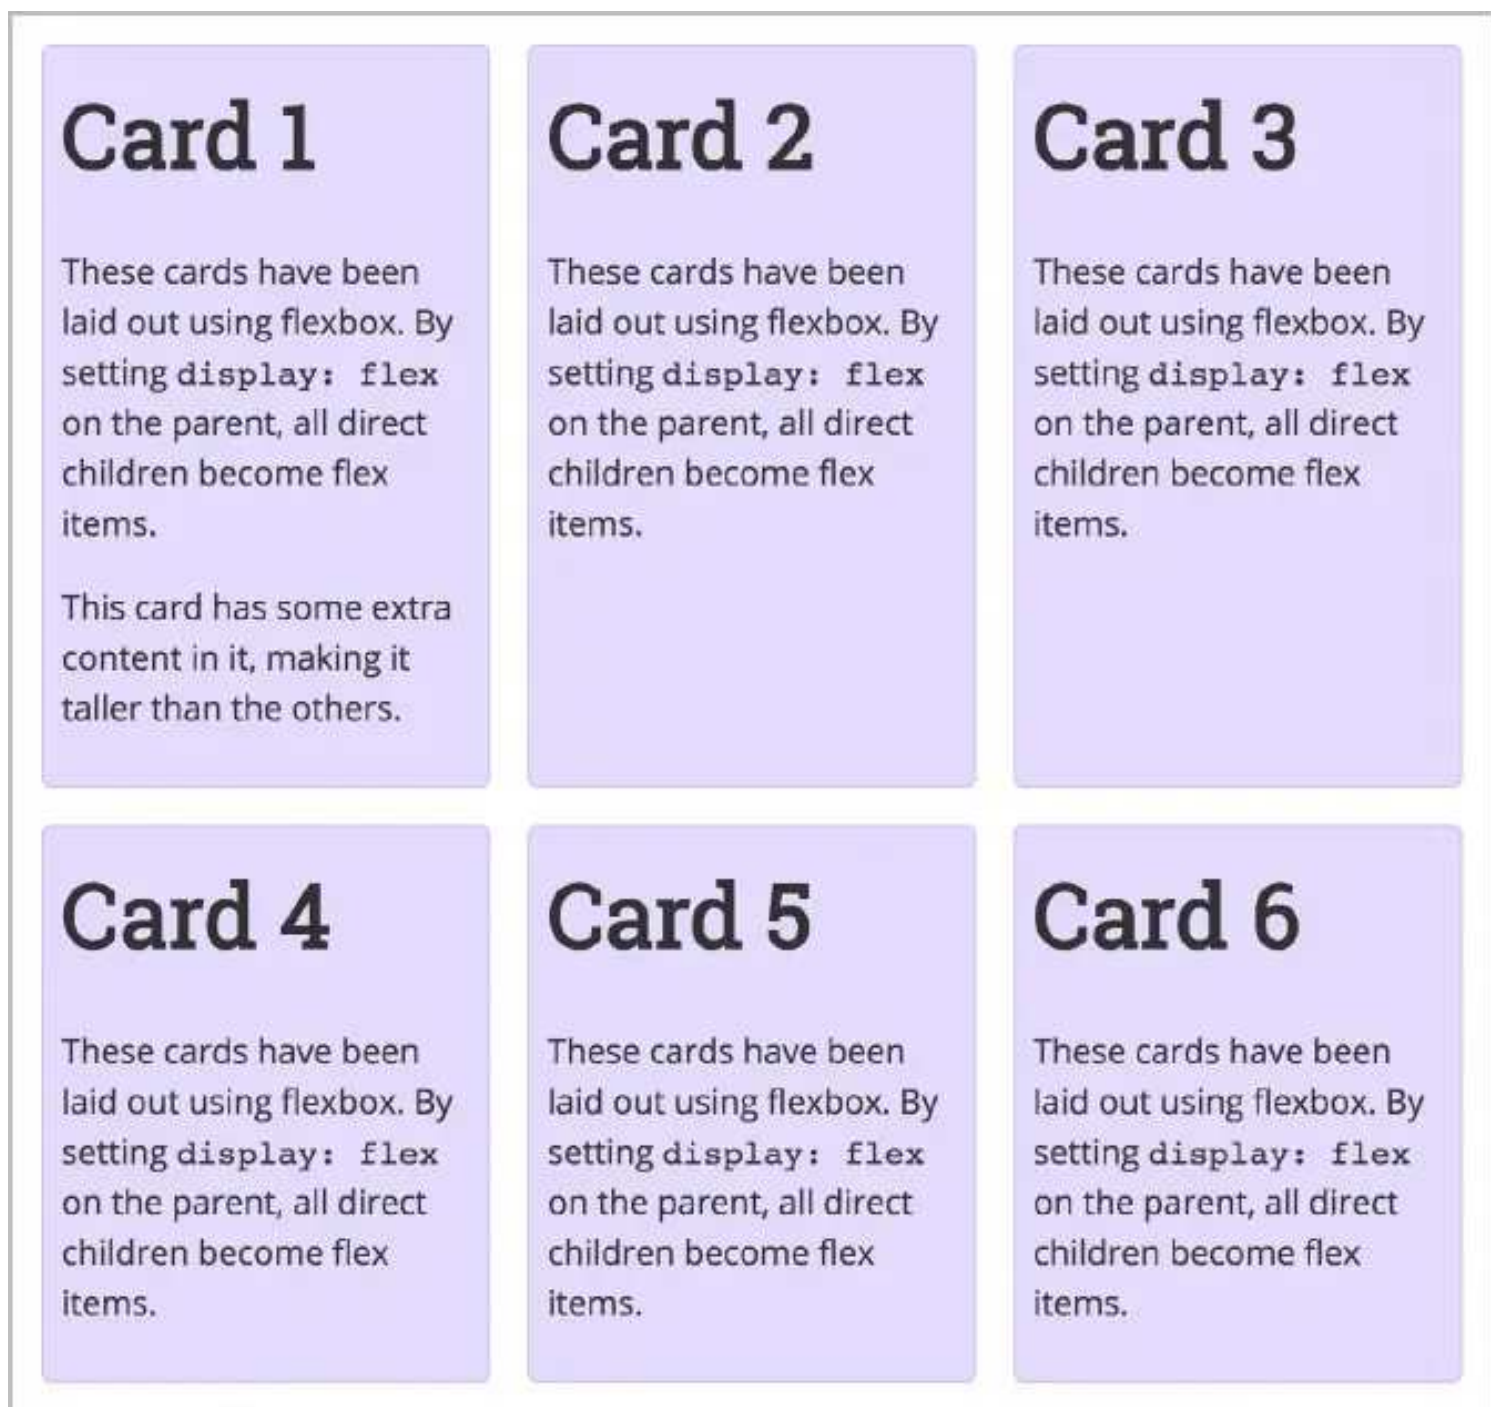 Card 1
These cards have been
laid out using flexbox. By
setting display: flex
on the parent, all direct
children become flex
items.
This card has some extra
content in it, making it
taller than the others.
Card 2
These cards have been
laid out using flexbox. By
setting display: flex
on the parent, all direct
children become flex
items.
Card 3
These cards have been
laid out using flexbox. By
setting display: flex
on the parent, all direct
children become flex
items.
Card 4
These cards have been
laid out using flexbox. By
setting display: flex
on the parent, all direct
children become flex
items.
Card 5
These cards have been
laid out using flexbox. By
setting display: flex
on the parent, all direct
children become flex
items.
Card 6
These cards have been
laid out using flexbox. By
setting display: flex
on the parent, all direct
children become flex
items.